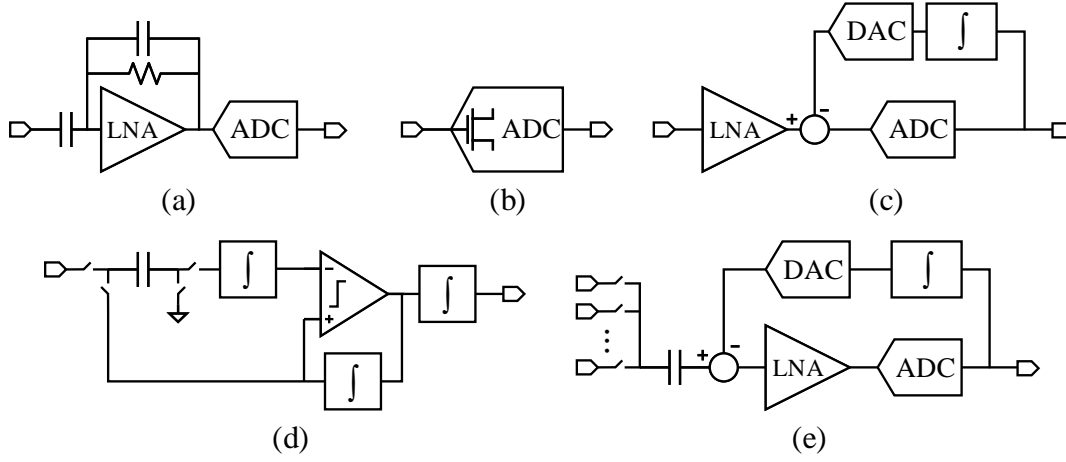 DAC ∫
LNA ADC
(a)
ADC
(b)
LNA + - ADC
(c)
∫ - + ∫
∫
(d)
DAC ∫
+ -
LNA ADC
(e)